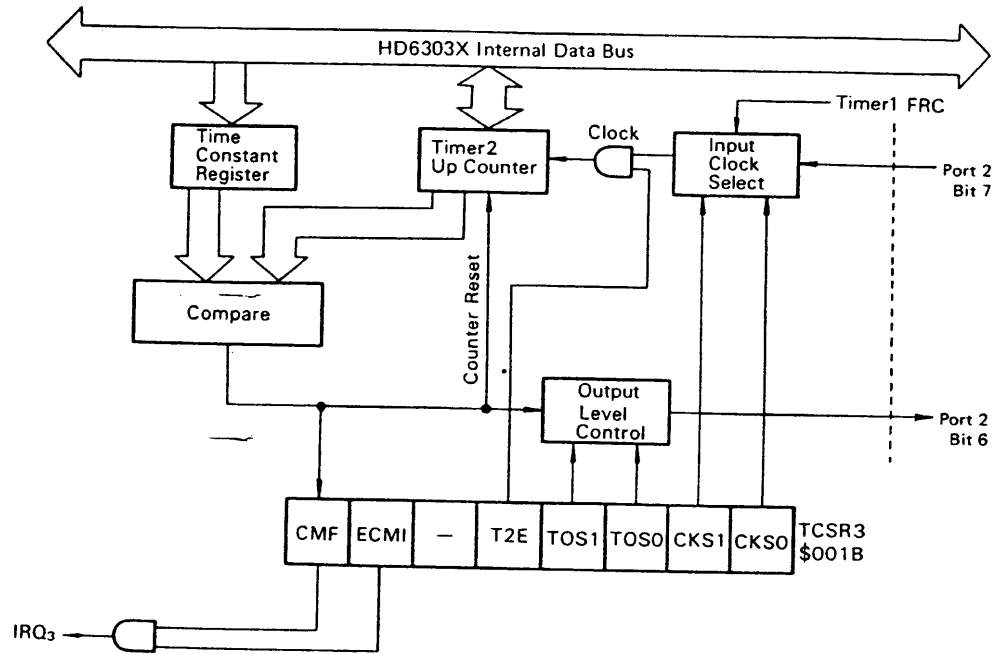 HD6303X Internal Data Bus
Timer1 FRC
Time
Constant
Register
Timer2
Up Counter
Clock
Input
Clock
Select
Port 2
Bit 7
Compare
Counter Reset
Output
Level
Control
Port 2
Bit 6
CMF ECMI — T2E TOS1 TOS0 CKS1 CKS0
TCSR3
$001B
IRQ₃